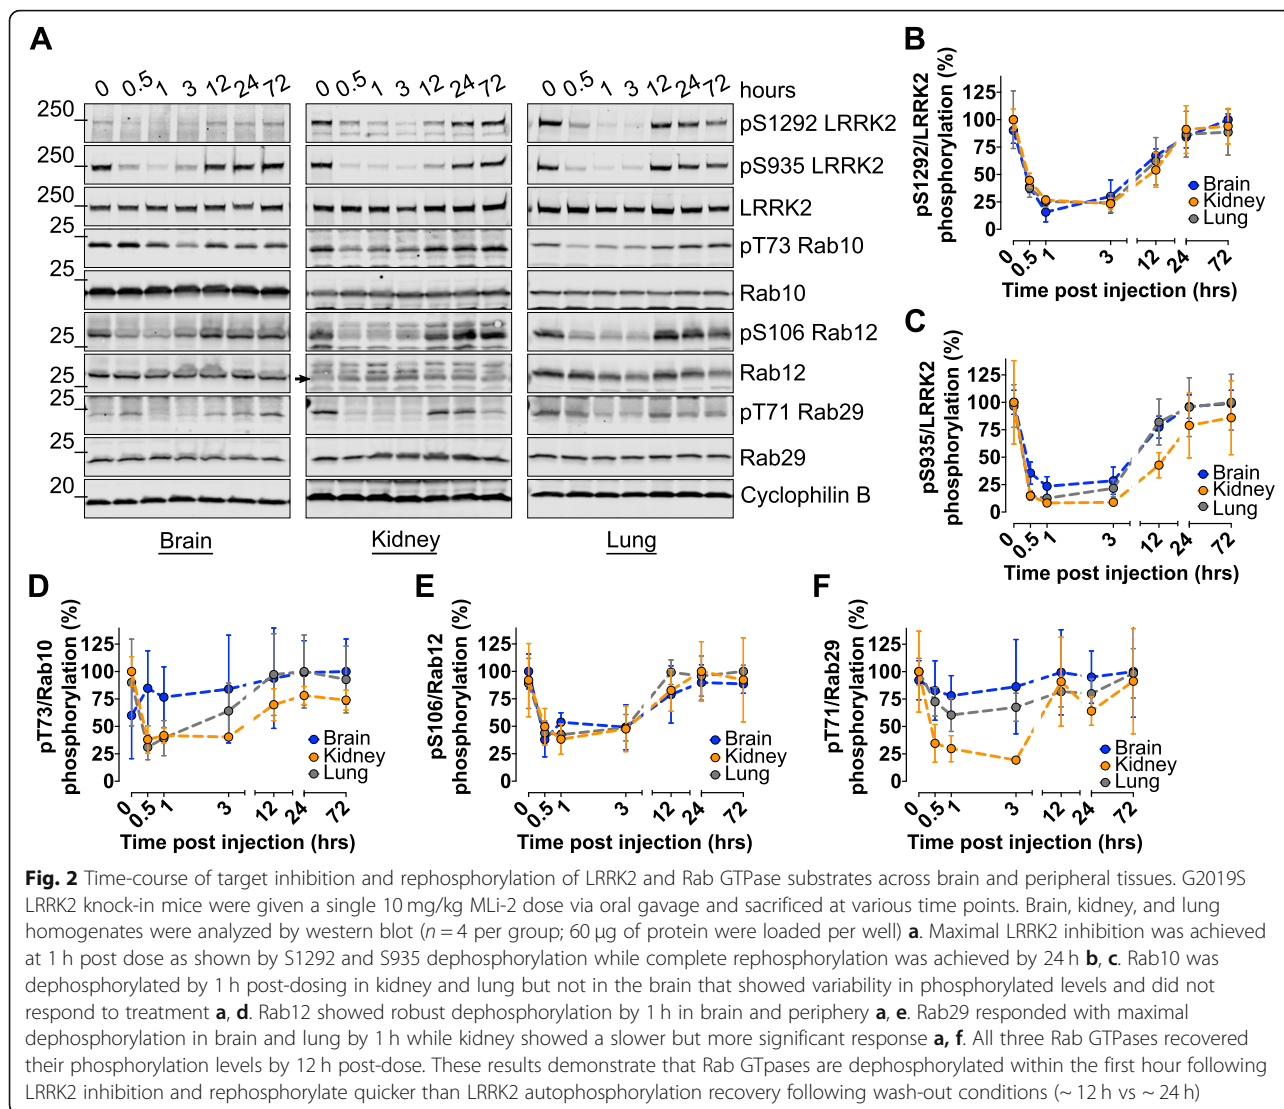 A
0 0.5 1 3 12 24 72 0 0.5 1 3 12 24 72 0 0.5 1 3 12 24 72 hours
250 pS1292 LRRK2
250 pS935 LRRK2
250 LRRK2
25 pT73 Rab10
25 Rab10
25 pS106 Rab12
25 Rab12
25 pT71 Rab29
25 Rab29
20 Cyclophilin B
Brain Kidney Lung
B
pS1292/LRRK2
phosphorylation (%)
125
100
75
50
25
0
Brain
Kidney
Lung
0 0.5 1 3 12 24 72
Time post injection (hrs)
C
pS935/LRRK2
phosphorylation (%)
125
100
75
50
25
0
Brain
Kidney
Lung
0 0.5 1 3 12 24 72
Time post injection (hrs)
D
pT73/Rab10
phosphorylation (%)
125
100
75
50
25
0
Brain
Kidney
Lung
0 0.5 1 3 12 24 72
Time post injection (hrs)
E
pS106/Rab12
phosphorylation (%)
125
100
75
50
25
0
Brain
Kidney
Lung
0 0.5 1 3 12 24 72
Time post injection (hrs)
F
pT71/Rab29
phosphorylation (%)
125
100
75
50
25
0
Brain
Kidney
Lung
0 0.5 1 3 12 24 72
Time post injection (hrs)
Fig. 2 Time-course of target inhibition and rephosphorylation of LRRK2 and Rab GTPase substrates across brain and peripheral tissues. G2019S
LRRK2 knock-in mice were given a single 10 mg/kg MLi-2 dose via oral gavage and sacrificed at various time points. Brain, kidney, and lung
homogenates were analyzed by western blot (n = 4 per group; 60 μg of protein were loaded per well) a. Maximal LRRK2 inhibition was achieved
at 1 h post dose as shown by S1292 and S935 dephosphorylation while complete rephosphorylation was achieved by 24 h b, c. Rab10 was
dephosphorylated by 1 h post-dosing in kidney and lung but not in the brain that showed variability in phosphorylated levels and did not
respond to treatment a, d. Rab12 showed robust dephosphorylation by 1 h in brain and periphery a, e. Rab29 responded with maximal
dephosphorylation in brain and lung by 1 h while kidney showed a slower but more significant response a, f. All three Rab GTPases recovered
their phosphorylation levels by 12 h post-dose. These results demonstrate that Rab GTpases are dephosphorylated within the first hour following
LRRK2 inhibition and rephosphorylate quicker than LRRK2 autophosphorylation recovery following wash-out conditions (~ 12 h vs ~ 24 h)